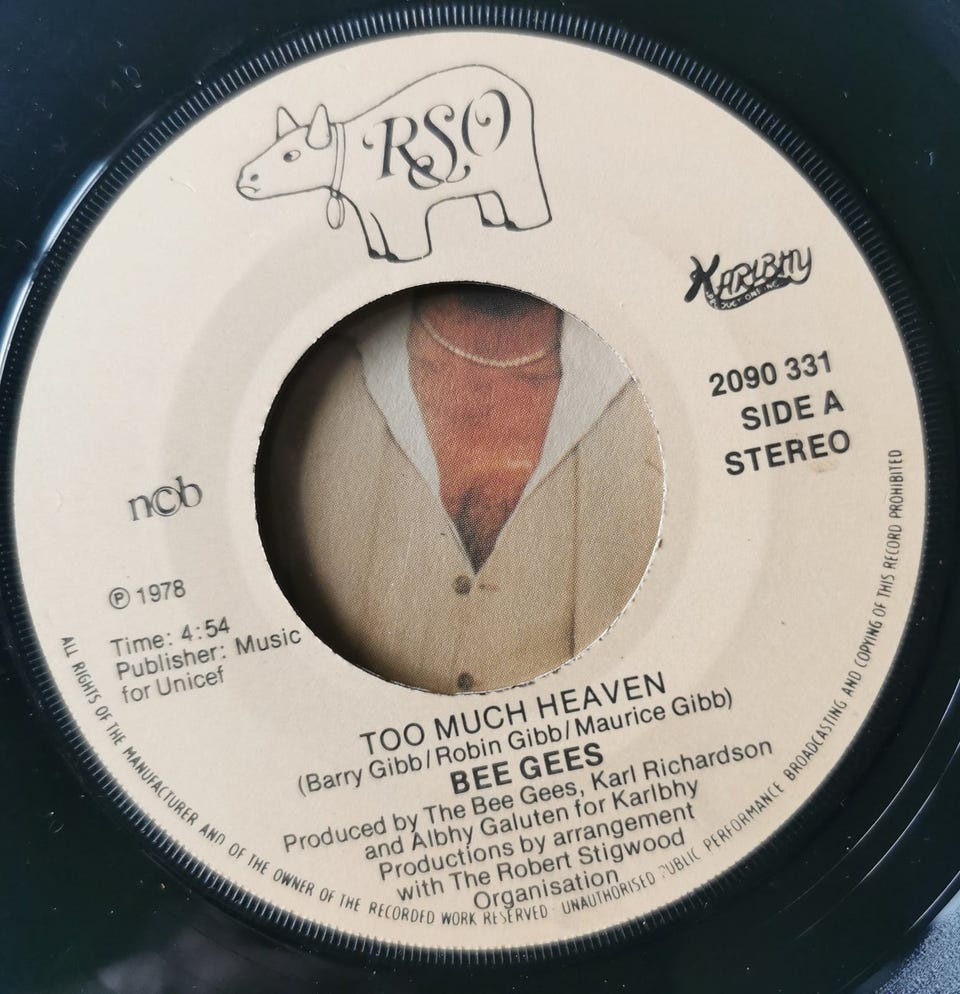 RSO
KARLBHY
PRODUCTIONS INC.
2090 331
SIDE A
STEREO
ncb
℗ 1978
Time: 4:54
Publisher: Music
for Unicef
TOO MUCH HEAVEN
(Barry Gibb/Robin Gibb/Maurice Gibb)
BEE GEES
Produced by The Bee Gees, Karl Richardson
and Albhy Galuten for Karlbhy
Productions by arrangement
with The Robert Stigwood
Organisation
ALL RIGHTS OF THE MANUFACTURER AND OF THE OWNER OF THE RECORDED WORK RESERVED · UNAUTHORISED PUBLIC PERFORMANCE BROADCASTING AND COPYING OF THIS RECORD PROHIBITED